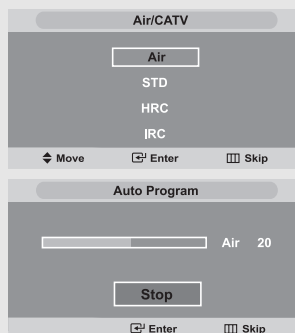 Air/CATV
Air
STD
HRC
IRC
Move Enter Skip
Auto Program
Air 20
Stop
Enter Skip